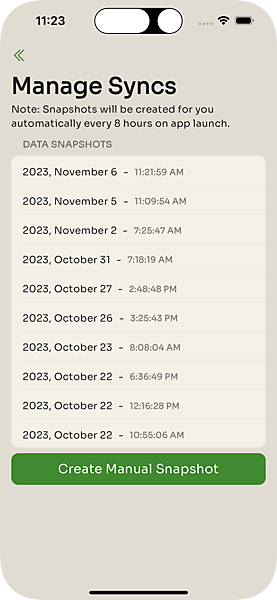 11:23
Manage Syncs
Note: Snapshots will be created for you
automatically every 8 hours on app launch.
DATA SNAPSHOTS
2023, November 6 - 11:21:59 AM
2023, November 5 - 11:09:54 AM
2023, November 2 - 7:25:47 AM
2023, October 31 - 7:18:19 AM
2023, October 27 - 2:48:48 PM
2023, October 26 - 3:25:43 PM
2023, October 23 - 8:08:04 AM
2023, October 22 - 6:36:49 PM
2023, October 22 - 12:16:28 PM
2023, October 22 - 10:55:06 AM
Create Manual Snapshot